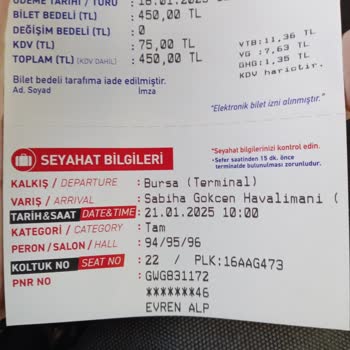 ÖDEME TARİHİ / TÜRÜ : 18.01.2025
BİLET BEDELİ (TL) : 450,00 TL
DEĞİŞİM BEDELİ (TL) : 0
KDV (TL) : 75,00 TL
TOPLAM (TL) (KDV DAHİL) : 450,00 TL
VTB:11,36 TL
VG :7,63 TL
GHG:1,35 TL
KDV harictir.
Bilet bedeli tarafıma iade edilmiştir.
Ad, Soyad İmza
"Elektronik bilet izni alınmıştır."
SEYAHAT BİLGİLERİ
*Seyahat bilgilerinizi kontrol edin.
• Sefer saatinden 15 dk. önce
terminalde bulunulması zorunludur.
KALKIŞ / DEPARTURE : Bursa (Terminal)
VARIŞ / ARRIVAL : Sabiha Gokcen Havalimani (
TARİH&SAAT DATE&TIME : 21.01.2025 10:00
KATEGORİ / CATEGORY : Tam
PERON / SALON / HALL : 94/95/96
KOLTUK NO SEAT NO : 22 / PLK:16AAG473
PNR NO : GWG831172
*******46
EVREN ALP